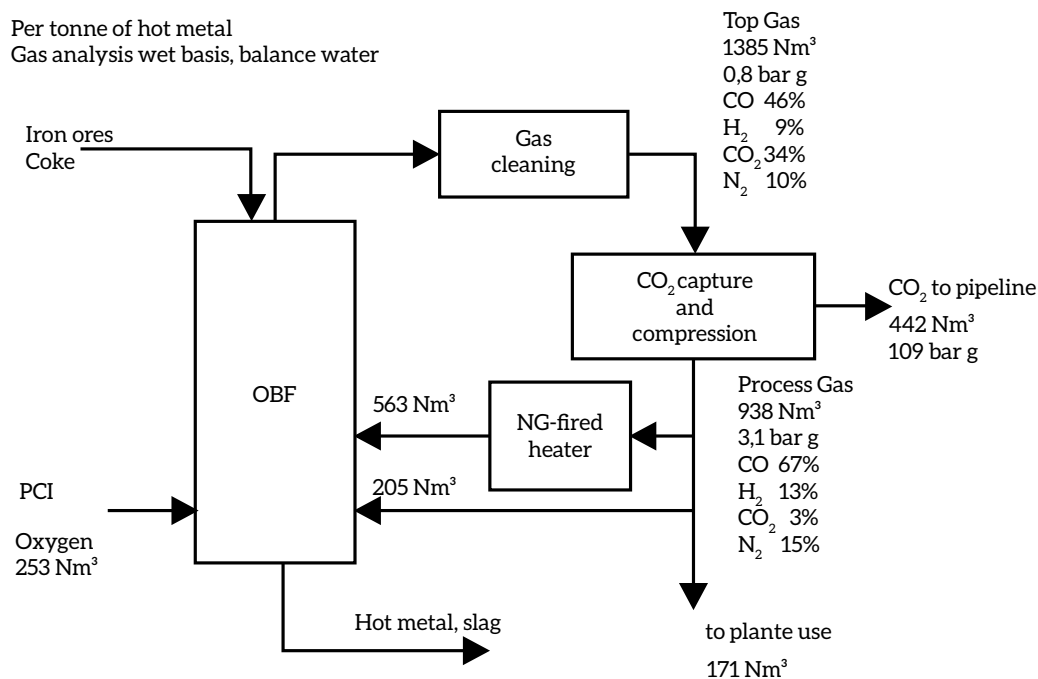 Per tonne of hot metal
Gas analysis wet basis, balance water
Top Gas
1385 Nm³
0,8 bar g
CO 46%
H₂ 9%
CO₂ 34%
N₂ 10%
Iron ores
Coke
Gas
cleaning
CO₂ capture
and
compression
CO₂ to pipeline
442 Nm³
109 bar g
OBF
563 Nm³
NG-fired
heater
Process Gas
938 Nm³
3,1 bar g
CO 67%
H₂ 13%
CO₂ 3%
N₂ 15%
205 Nm³
PCI
Oxygen
253 Nm³
Hot metal, slag
to plante use
171 Nm³